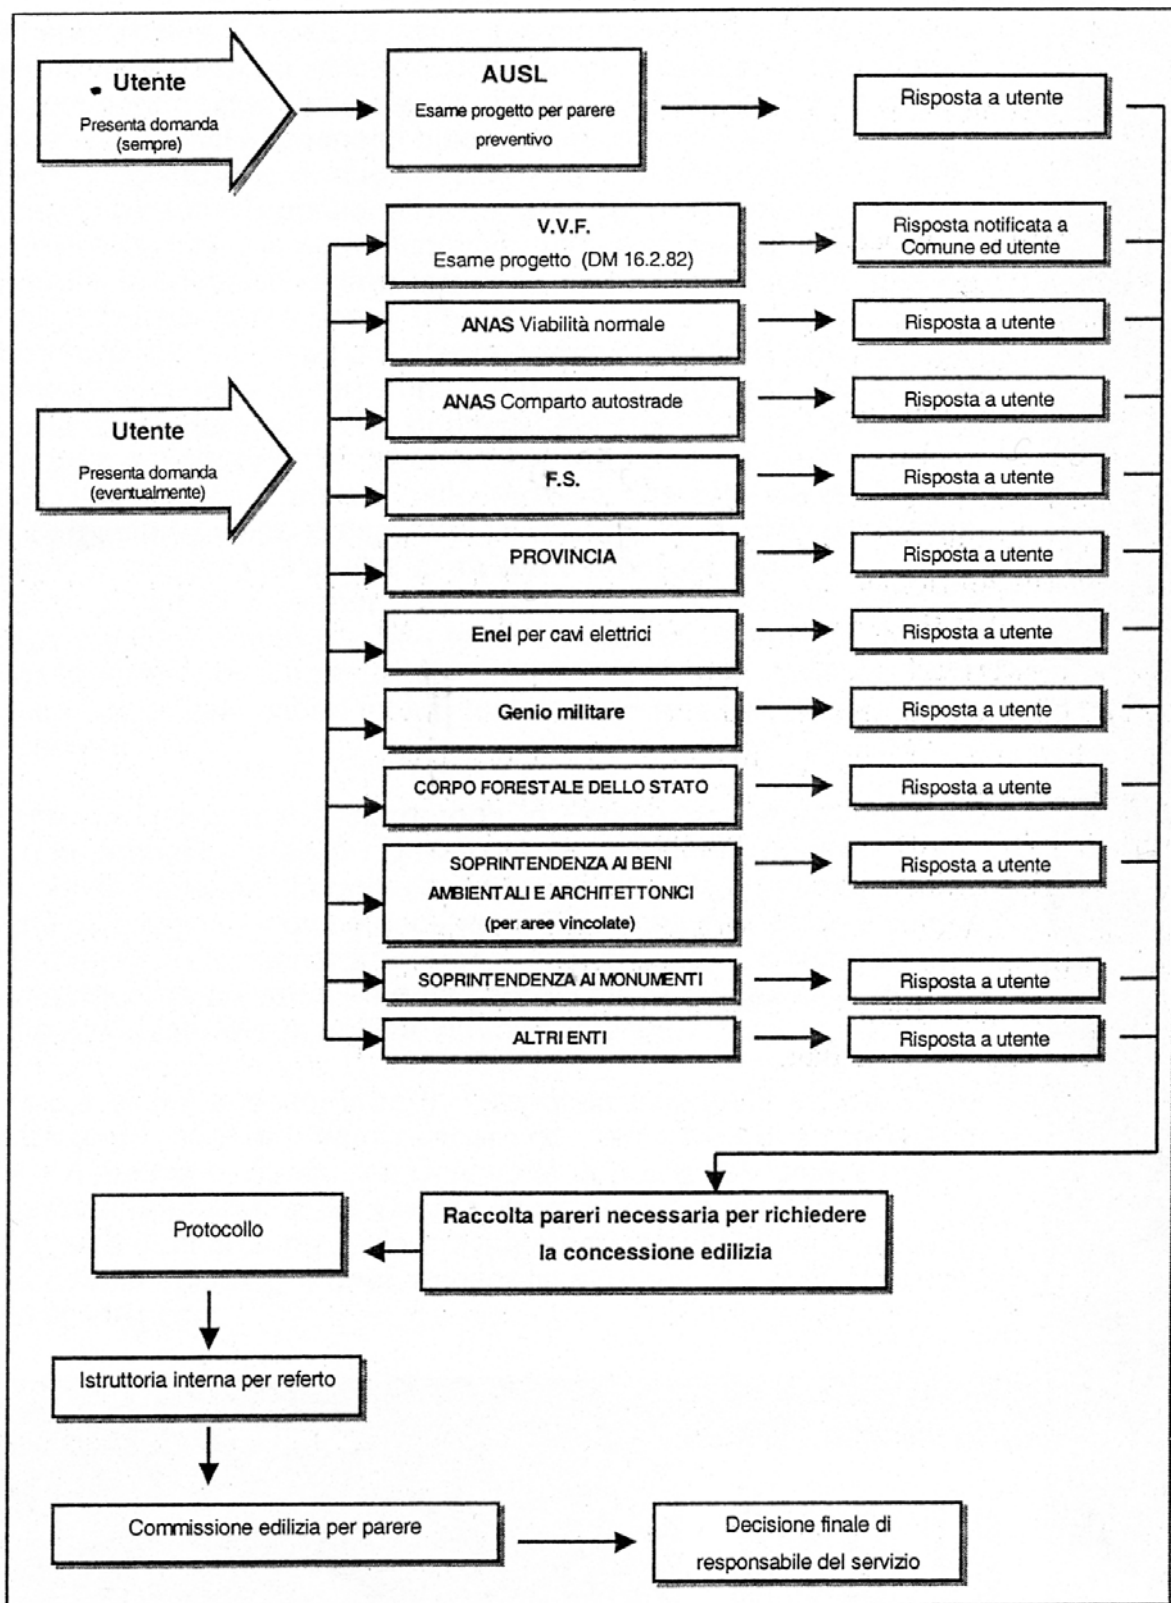 Utente
Presenta domanda
(sempre)
AUSL
Esame progetto per parere
preventivo
Risposta a utente
V.V.F.
Esame progetto (DM 16.2.82)
Risposta notificata a
Comune ed utente
ANAS Viabilità normale
Risposta a utente
ANAS Comparto autostrade
Risposta a utente
Utente
Presenta domanda
(eventualmente)
F.S.
Risposta a utente
PROVINCIA
Risposta a utente
Enel per cavi elettrici
Risposta a utente
Genio militare
Risposta a utente
CORPO FORESTALE DELLO STATO
Risposta a utente
SOPRINTENDENZA AI BENI
AMBIENTALI E ARCHITETTONICI
(per aree vincolate)
Risposta a utente
SOPRINTENDENZA AI MONUMENTI
Risposta a utente
ALTRI ENTI
Risposta a utente
Raccolta pareri necessaria per richiedere
la concessione edilizia
Protocollo
Istruttoria interna per referto
Commissione edilizia per parere
Decisione finale di
responsabile del servizio